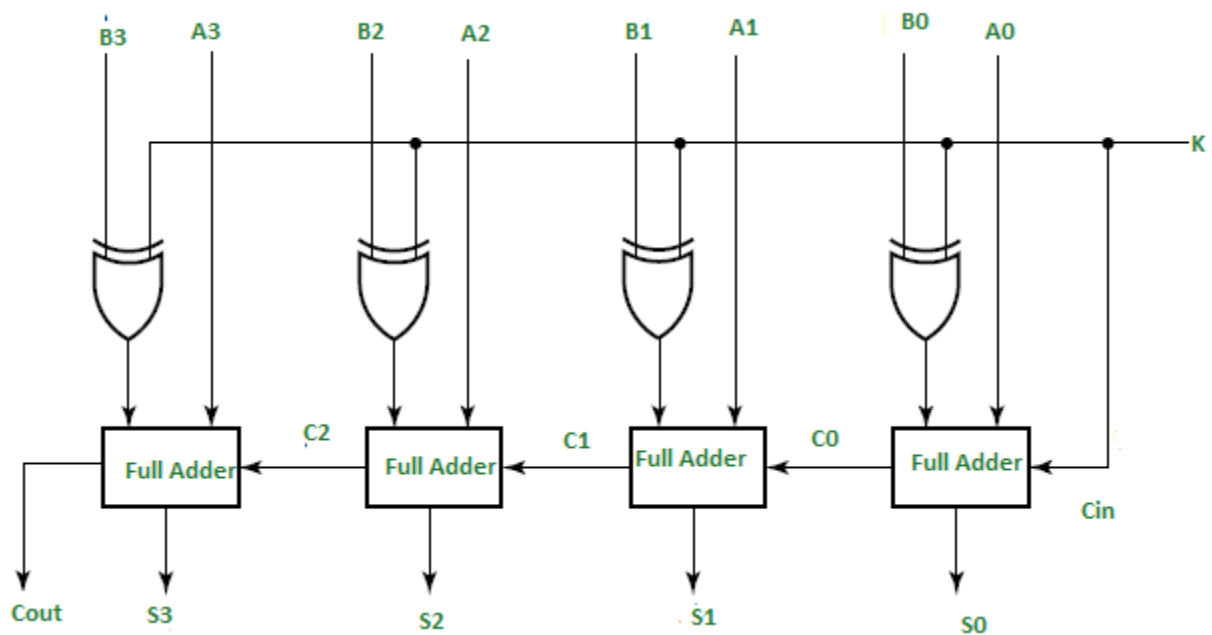 B3 A3 B2 A2 B1 A1 B0 A0
K
C2 C1 C0
Full Adder Full Adder Full Adder Full Adder
Cin
Cout S3 S2 S1 S0